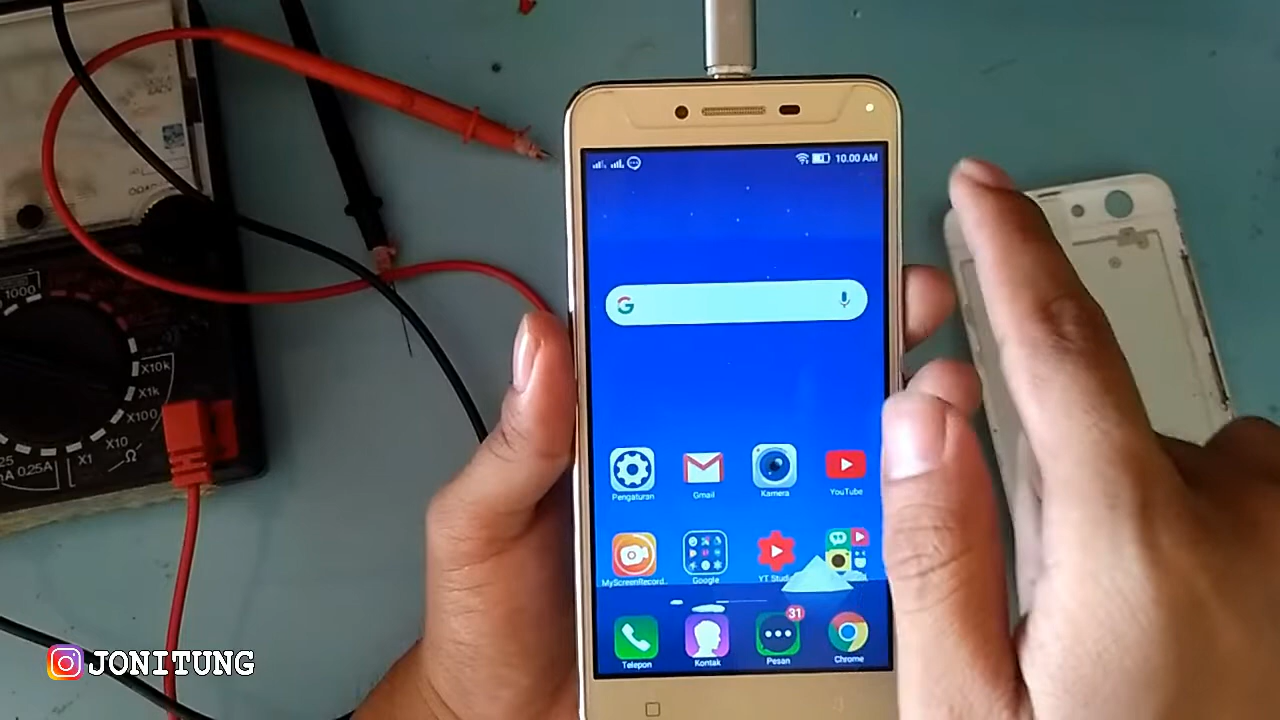 10.00 AM
G
Pengaturan
Gmail
Kamera
YouTube
Google
31
Telepon
Kontak
Pesan
Chrome
1000
X10k
X1k
X100
X10
X1
Ω
25
0.25A
JONITUNG